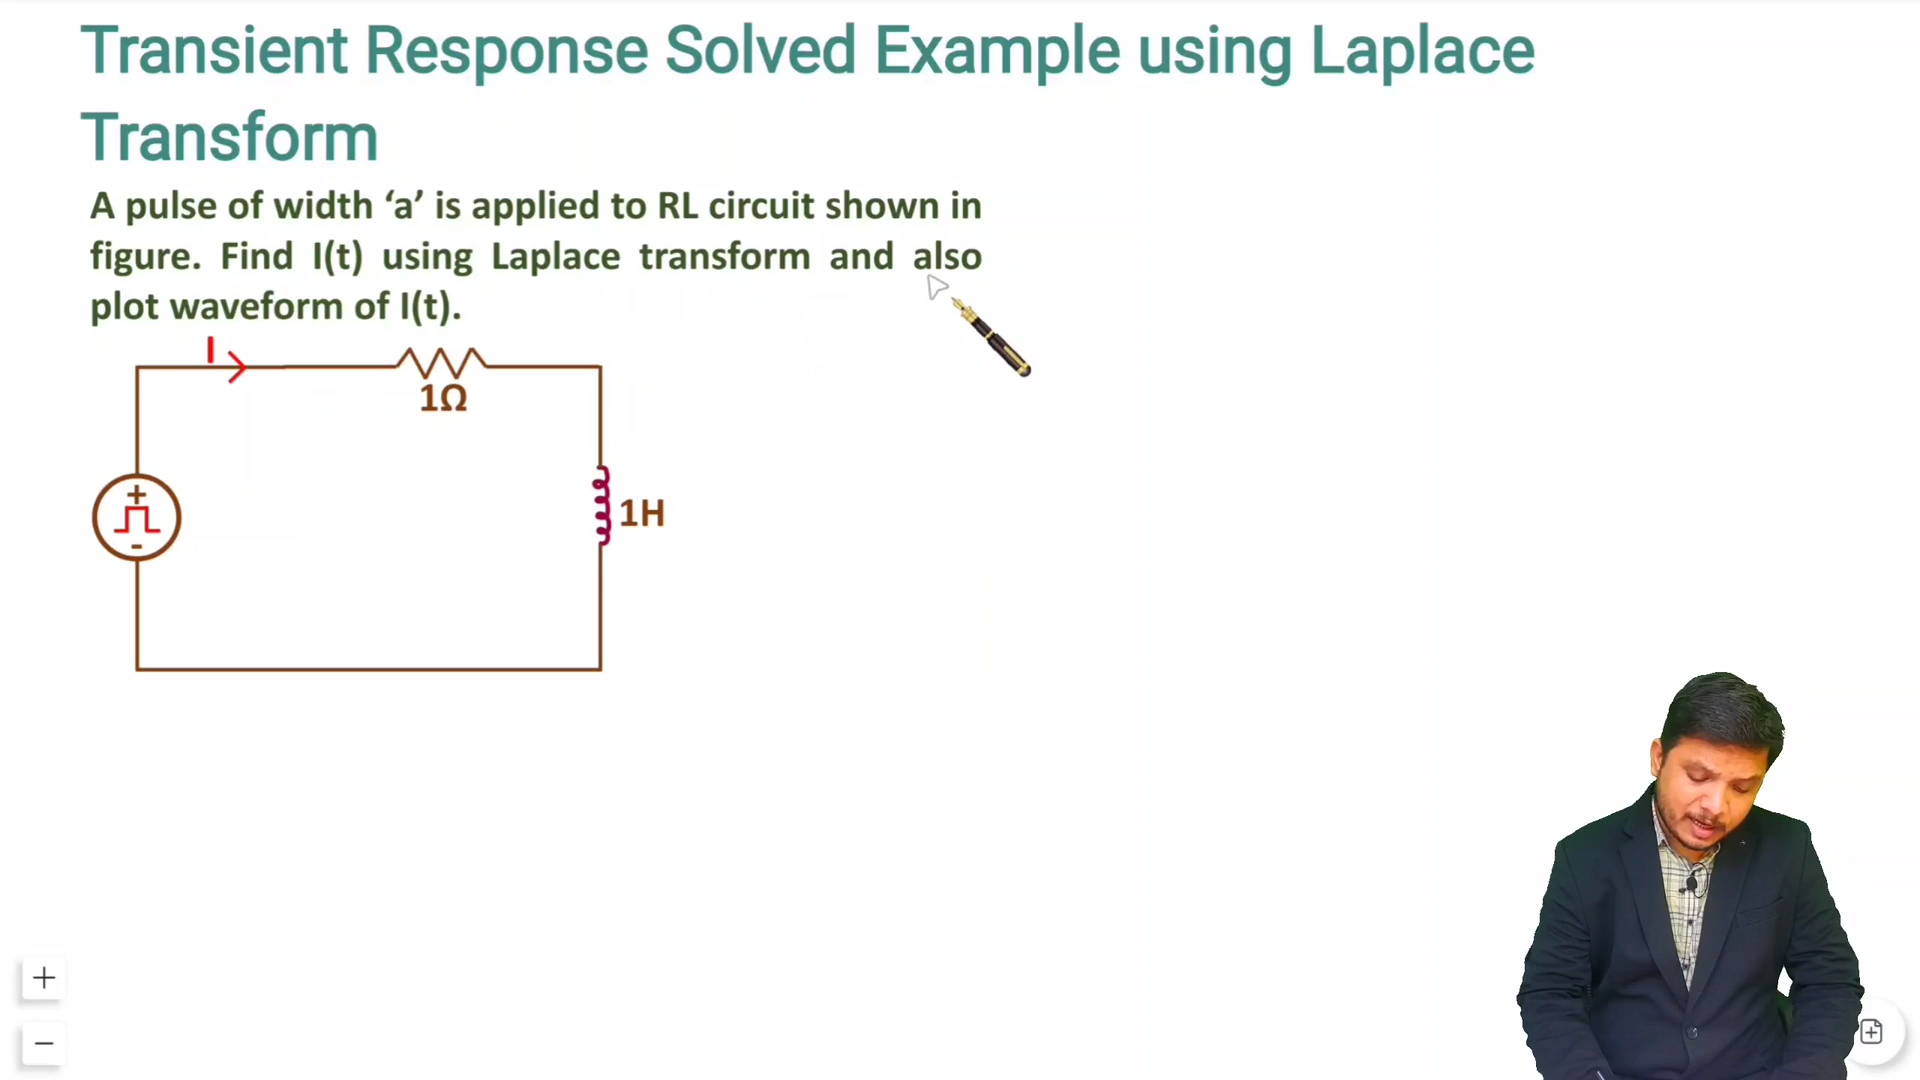 Transient Response Solved Example using Laplace
Transform
A pulse of width ‘a’ is applied to RL circuit shown in
figure. Find I(t) using Laplace transform and also
plot waveform of I(t).
I
1Ω
+
-
1H